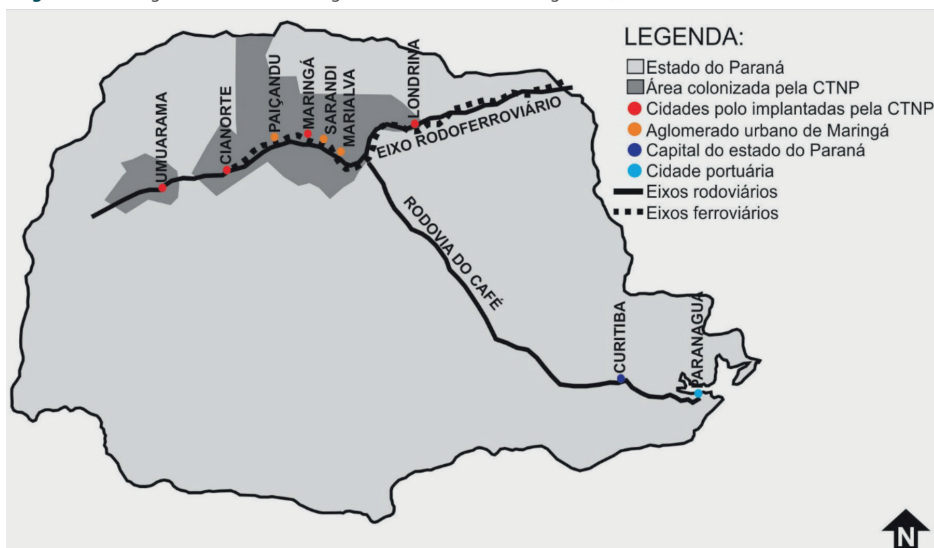 LEGENDA:
Estado do Paraná
Área colonizada pela CTNP
Cidades polo implantadas pela CTNP
Aglomerado urbano de Maringá
Capital do estado do Paraná
Cidade portuária
Eixos rodoviários
Eixos ferroviários
UMUARAMA
CIANORTE
PAIÇANDU
MARINGÁ
SARANDI
MARIALVA
LONDRINA
EIXO RODOFERROVIÁRIO
RODOVIA DO CAFÉ
CURITIBA
PARANAGUÁ
N